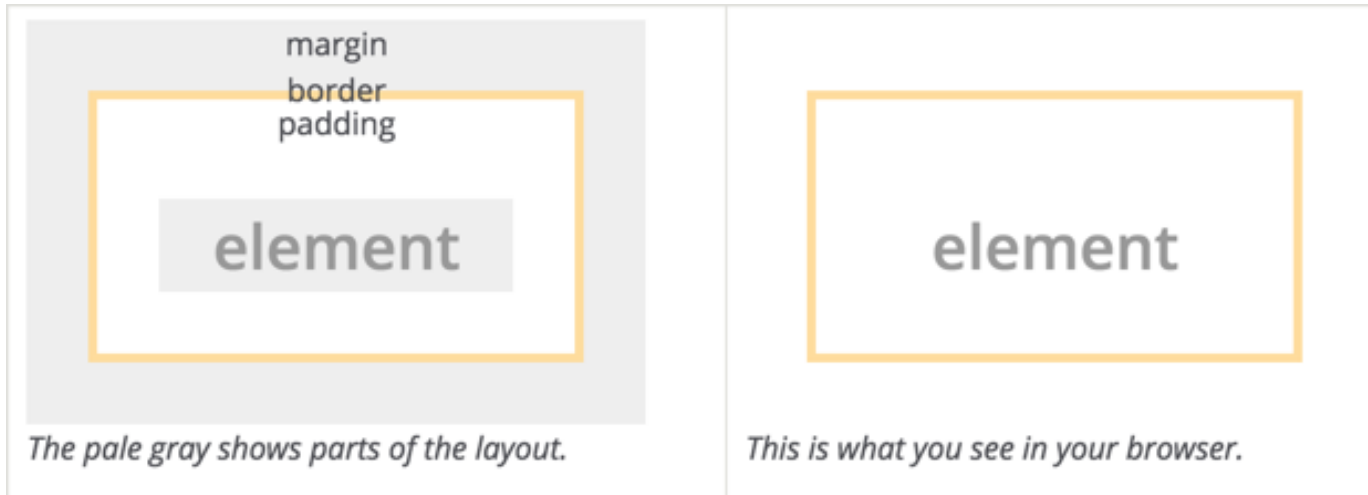 margin
border
padding
element
The pale gray shows parts of the layout.
element
This is what you see in your browser.